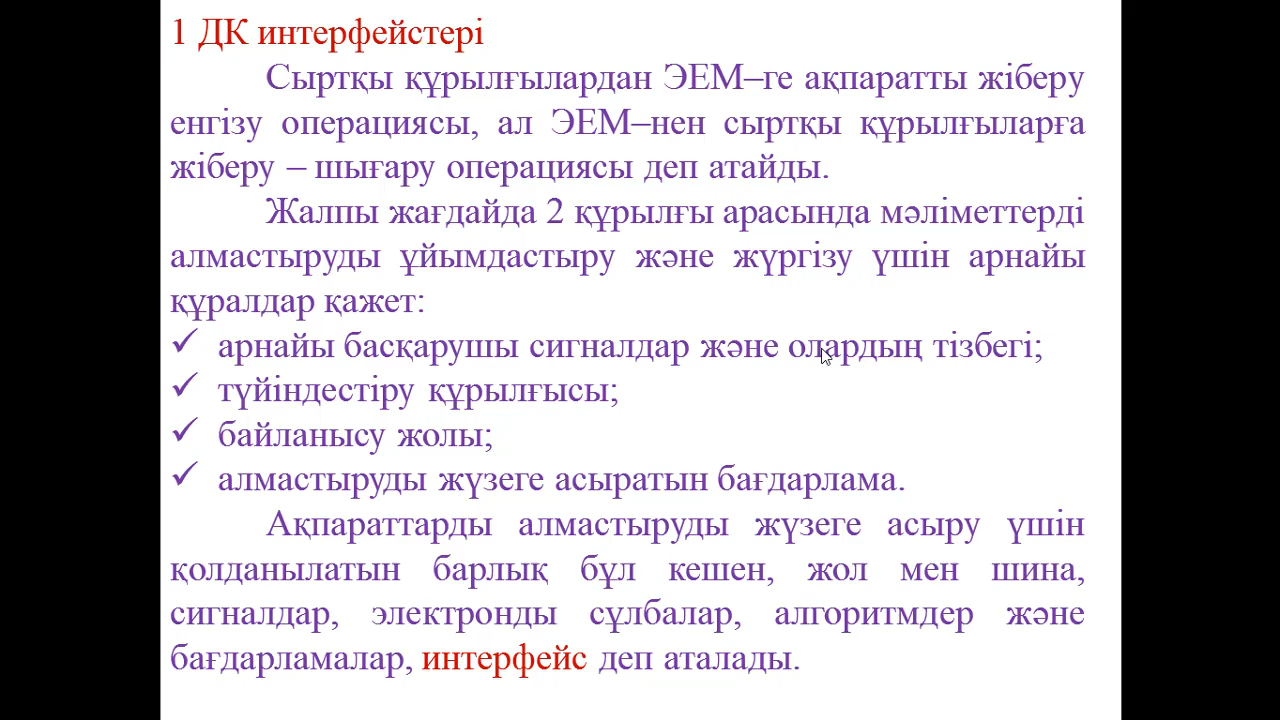 1 ДК интерфейстері
Сыртқы құрылғылардан ЭЕМ–ге ақпаратты жіберу
енгізу операциясы, ал ЭЕМ–нен сыртқы құрылғыларға
жіберу – шығару операциясы деп атайды.
Жалпы жағдайда 2 құрылғы арасында мәліметтерді
алмастыруды ұйымдастыру және жүргізу үшін арнайы
құралдар қажет:
✓ арнайы басқарушы сигналдар және олардың тізбегі;
✓ түйіндестіру құрылғысы;
✓ байланысу жолы;
✓ алмастыруды жүзеге асыратын бағдарлама.
Ақпараттарды алмастыруды жүзеге асыру үшін
қолданылатын барлық бұл кешен, жол мен шина,
сигналдар, электронды сұлбалар, алгоритмдер және
бағдарламалар, интерфейс деп аталады.